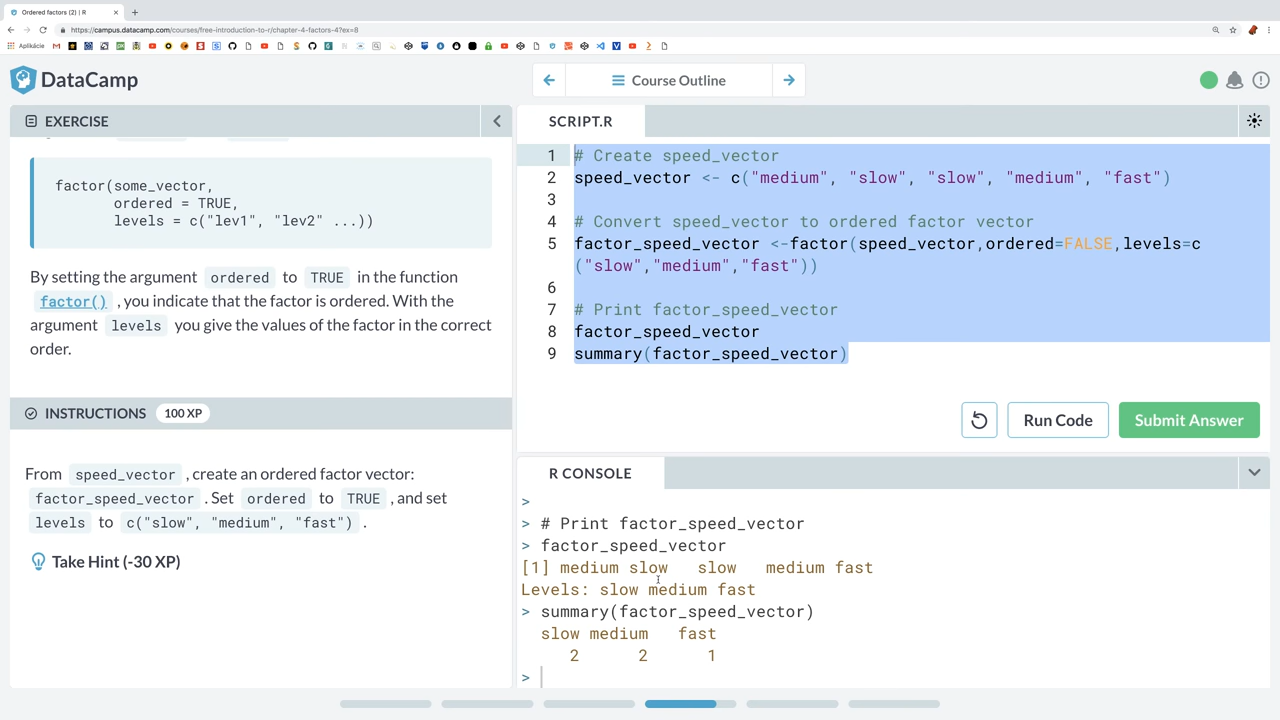 Ordered factors (2) | R
https://campus.datacamp.com/courses/free-introduction-to-r/chapter-4-factors-4?ex=8
Aplikácie
DataCamp
Course Outline
EXERCISE
factor(some_vector,
ordered = TRUE,
levels = c("lev1", "lev2" ...))
By setting the argument ordered to TRUE in the function
factor() , you indicate that the factor is ordered. With the
argument levels you give the values of the factor in the correct
order.
INSTRUCTIONS 100 XP
From speed_vector , create an ordered factor vector:
factor_speed_vector . Set ordered to TRUE , and set
levels to c("slow", "medium", "fast") .
Take Hint (-30 XP)
SCRIPT.R
1 # Create speed_vector
2 speed_vector <- c("medium", "slow", "slow", "medium", "fast")
3
4 # Convert speed_vector to ordered factor vector
5 factor_speed_vector <-factor(speed_vector,ordered=FALSE,levels=c
("slow","medium","fast"))
6
7 # Print factor_speed_vector
8 factor_speed_vector
9 summary(factor_speed_vector)
Run Code
Submit Answer
R CONSOLE
>
> # Print factor_speed_vector
> factor_speed_vector
[1] medium slow slow medium fast
Levels: slow medium fast
> summary(factor_speed_vector)
slow medium fast
2 2 1
>